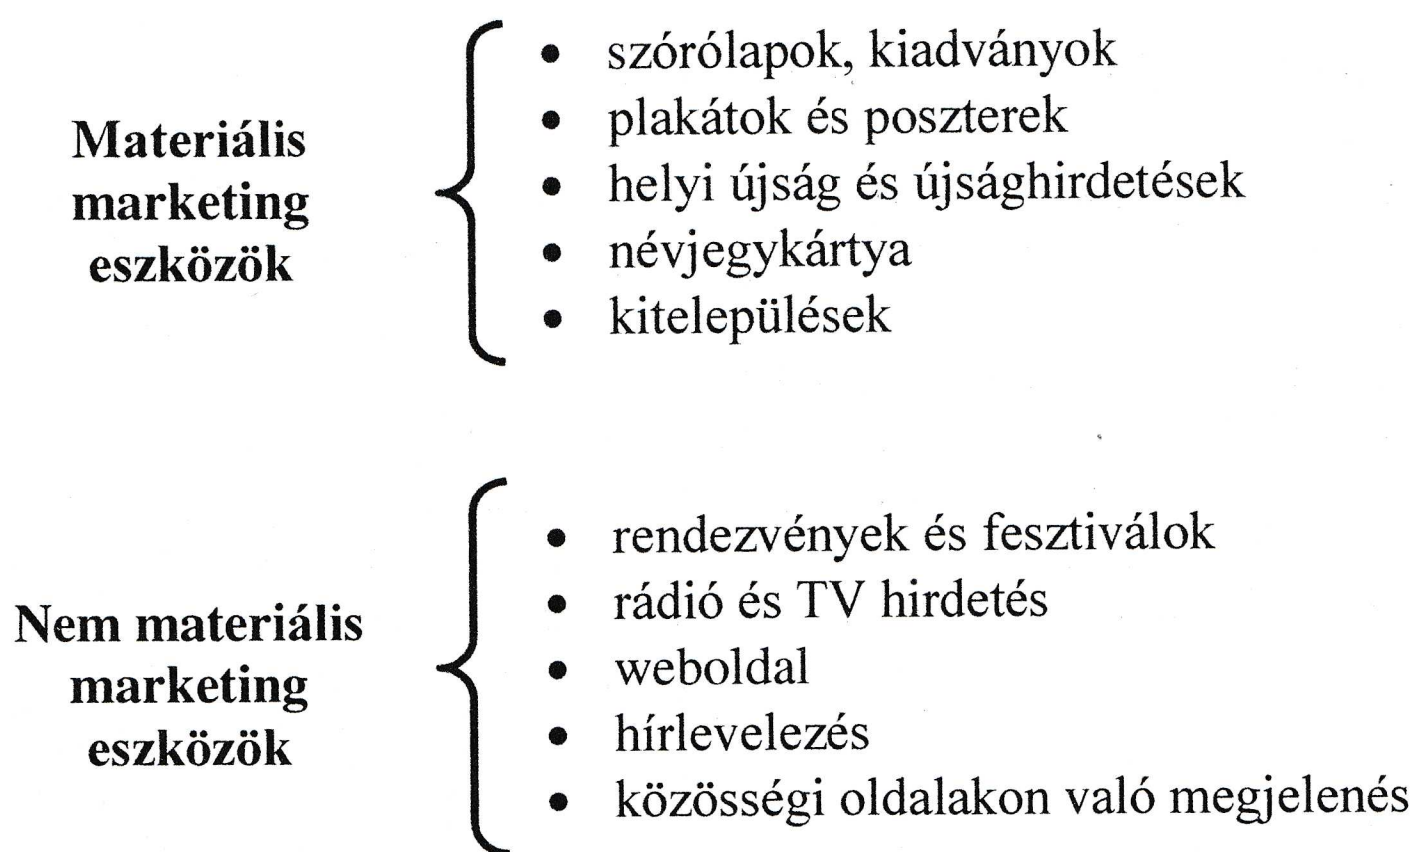 Materiális
marketing
eszközök
• szórólapok, kiadványok
• plakátok és poszterek
• helyi újság és újsághirdetések
• névjegykártya
• kitelepülések
Nem materiális
marketing
eszközök
• rendezvények és fesztiválok
• rádió és TV hirdetés
• weboldal
• hírlevelezés
• közösségi oldalakon való megjelenés